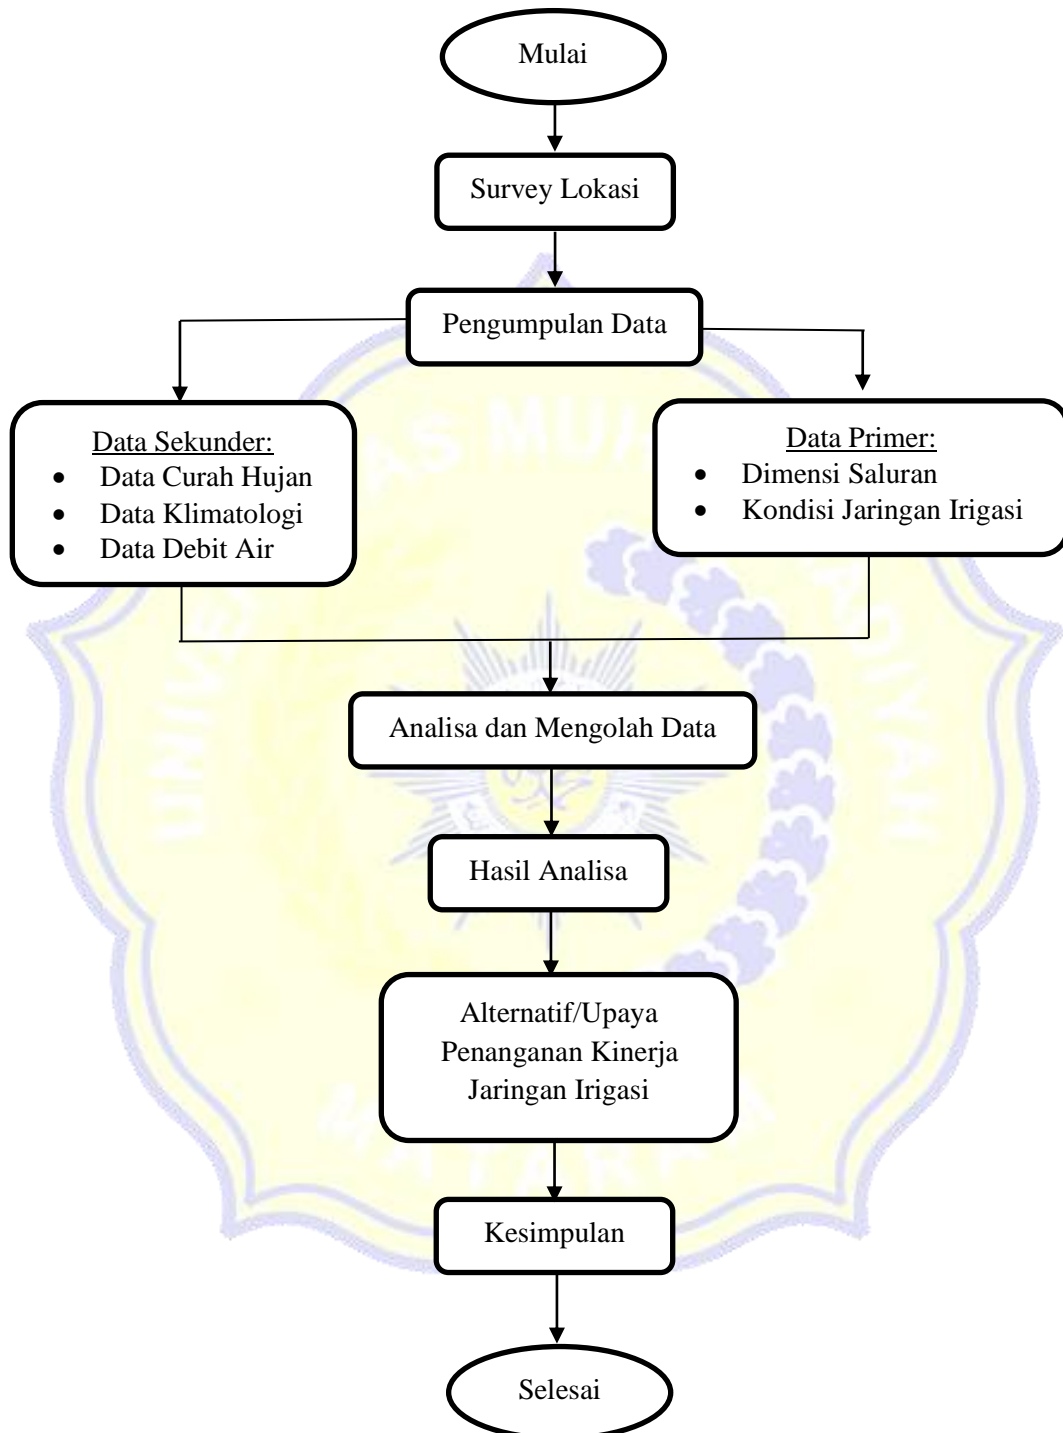 Mulai
Survey Lokasi
Pengumpulan Data
Data Sekunder:
• Data Curah Hujan
• Data Klimatologi
• Data Debit Air
Data Primer:
• Dimensi Saluran
• Kondisi Jaringan Irigasi
Analisa dan Mengolah Data
Hasil Analisa
Alternatif/Upaya
Penanganan Kinerja
Jaringan Irigasi
Kesimpulan
Selesai
MATARAM